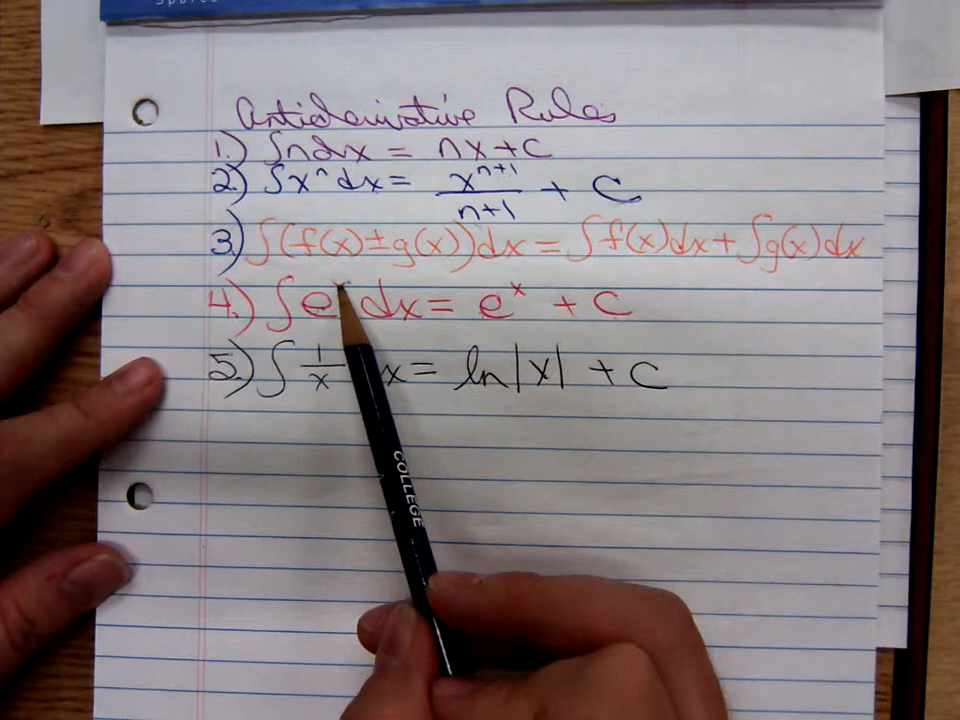 Sports
Antiderivative Rules
1.) ∫n dx = nx + c
2.) ∫xⁿ dx = xⁿ⁺¹/n+1 + C
3.) ∫(f(x) ± g(x)) dx = ∫f(x) dx + ∫g(x) dx
4.) ∫eˣ dx = eˣ + c
5.) ∫ 1/x dx = ln|x| + C
COLLEGE